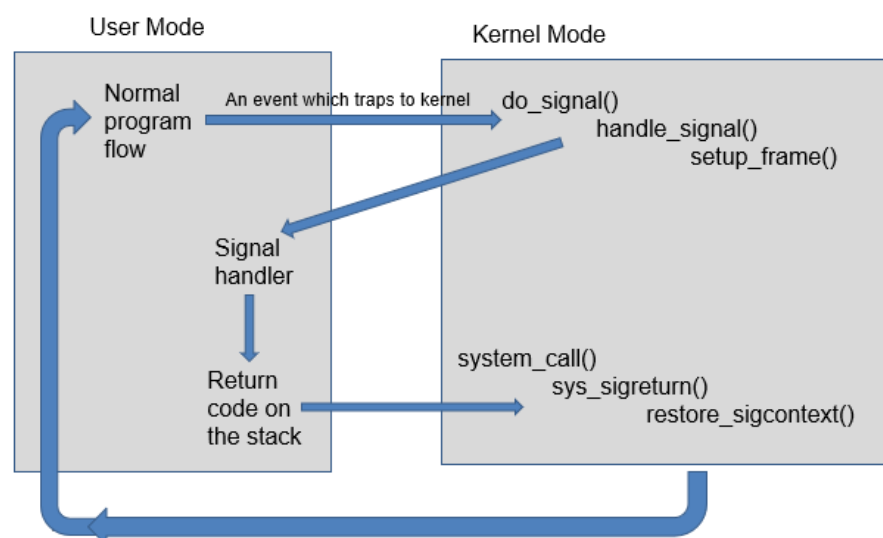 User Mode
Kernel Mode
Normal
program
flow
An event which traps to kernel
do_signal()
handle_signal()
setup_frame()
Signal
handler
Return
code on
the stack
system_call()
sys_sigreturn()
restore_sigcontext()